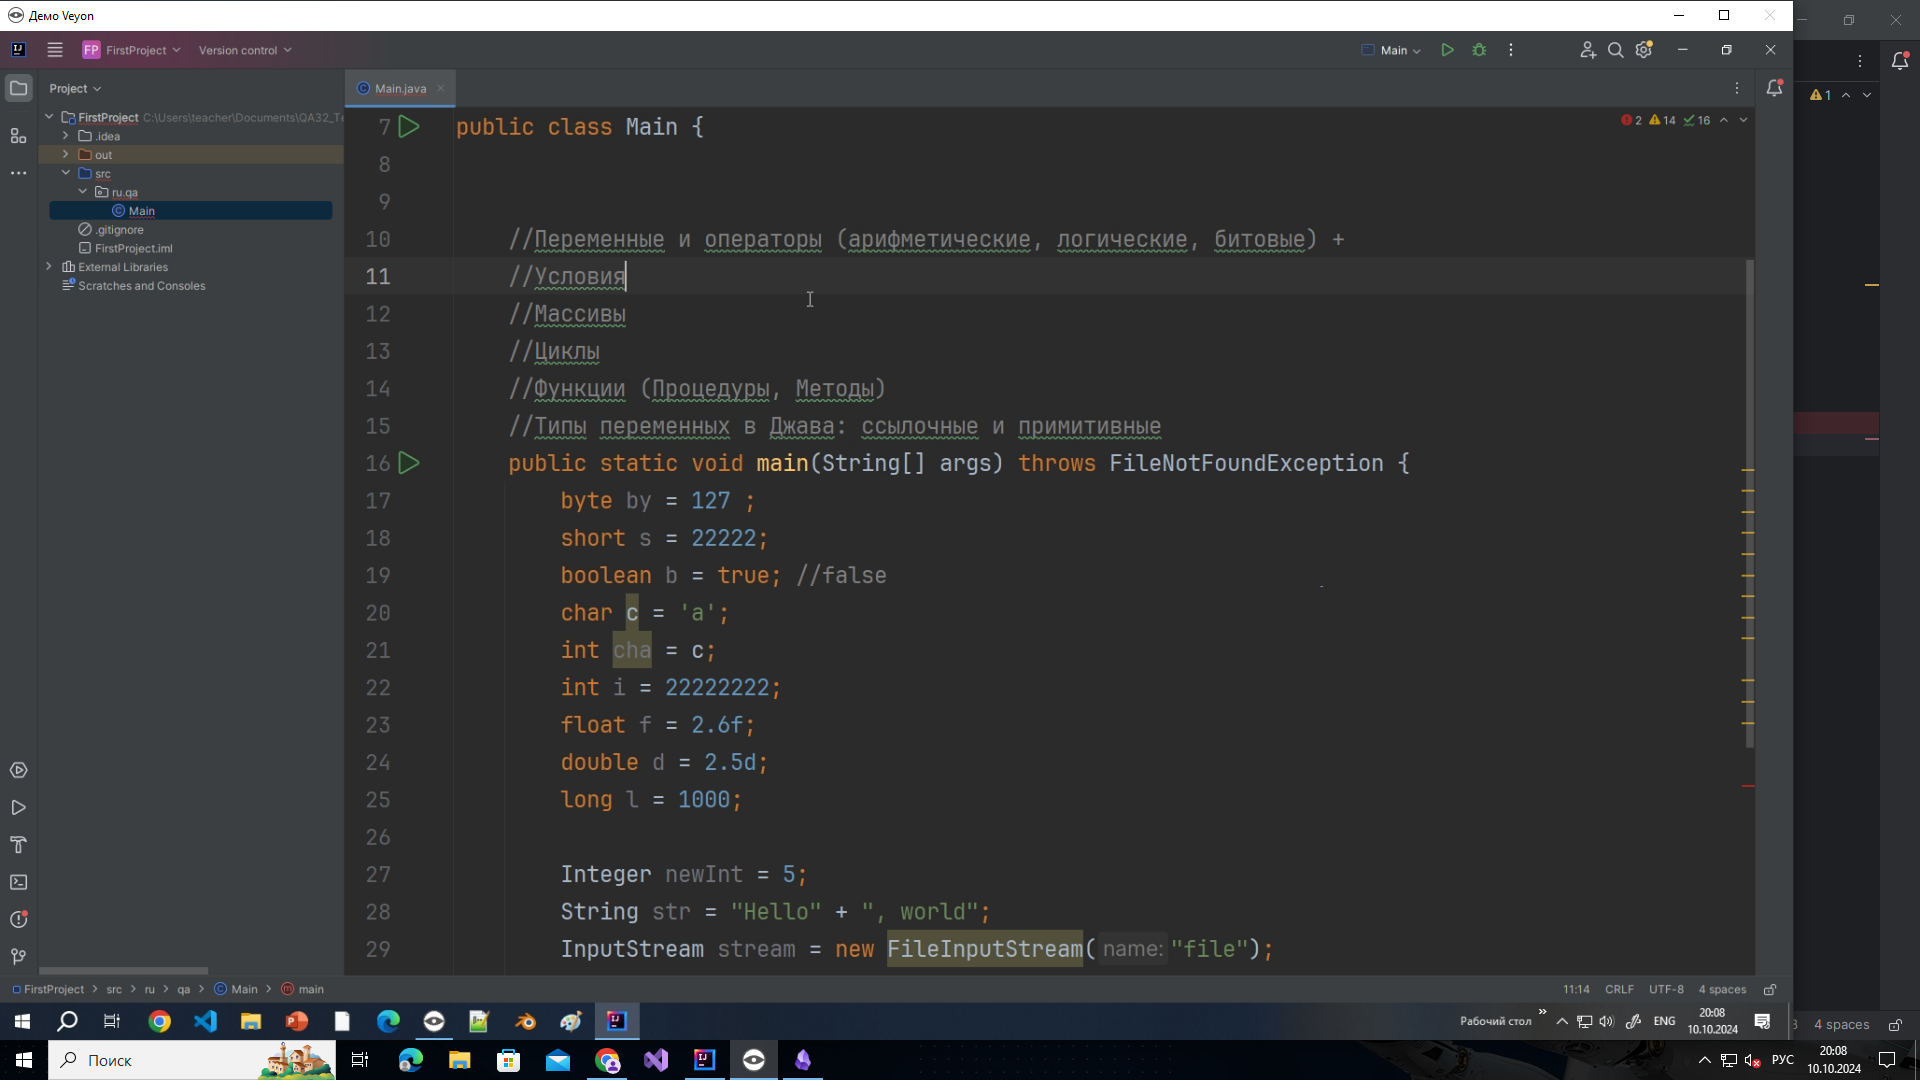 Демо Veyon
FP FirstProject Version control
Main
Project
Main.java
FirstProject C:\Users\teacher\Documents\QA32_Te
.idea
out
src
ru.qa
Main
.gitignore
FirstProject.iml
External Libraries
Scratches and Consoles
2 14 16
1
7 public class Main {
8
9
10 //Переменные и операторы (арифметические, логические, битовые) +
11 //Условия
12 //Массивы
13 //Циклы
14 //Функции (Процедуры, Методы)
15 //Типы переменных в Джава: ссылочные и примитивные
16 public static void main(String[] args) throws FileNotFoundException {
17 byte by = 127 ;
18 short s = 22222;
19 boolean b = true; //false
20 char c = 'a';
21 int cha = c;
22 int i = 22222222;
23 float f = 2.6f;
24 double d = 2.5d;
25 long l = 1000;
26
27 Integer newInt = 5;
28 String str = "Hello" + ", world";
29 InputStream stream = new FileInputStream( name: "file");
FirstProject > src > ru > qa > Main > main
11:14 CRLF UTF-8 4 spaces
Рабочий стол ENG 20:08
10.10.2024
4 spaces
Поиск
РУС 20:08
10.10.2024